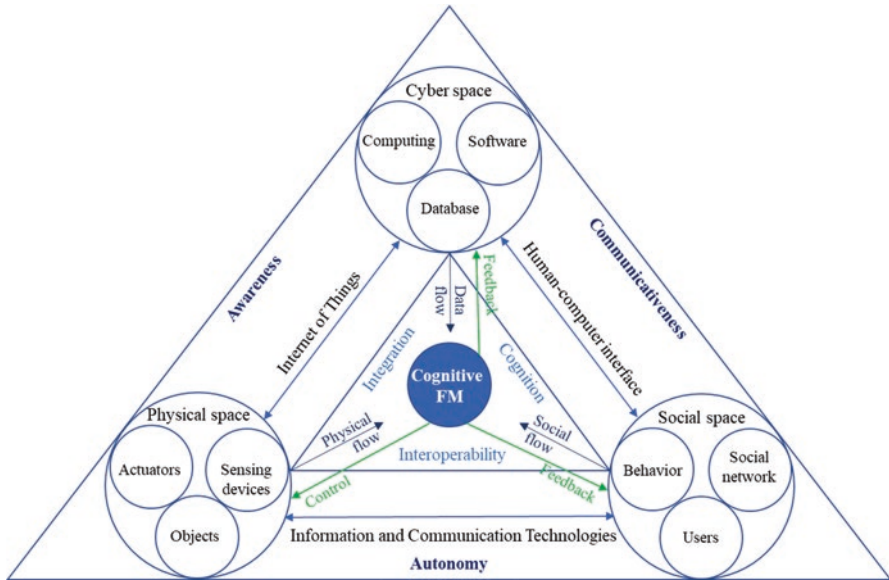 Cyber space
Computing
Software
Database
Awareness
Communicativeness
Internet of Things
Human-computer interface
Data
flow
Feedback
Integration
Cognition
Cognitive
FM
Physical space
Actuators
Sensing
devices
Objects
Physical
flow
Social
flow
Interoperability
Control
Feedback
Social space
Behavior
Social
network
Users
Information and Communication Technologies
Autonomy